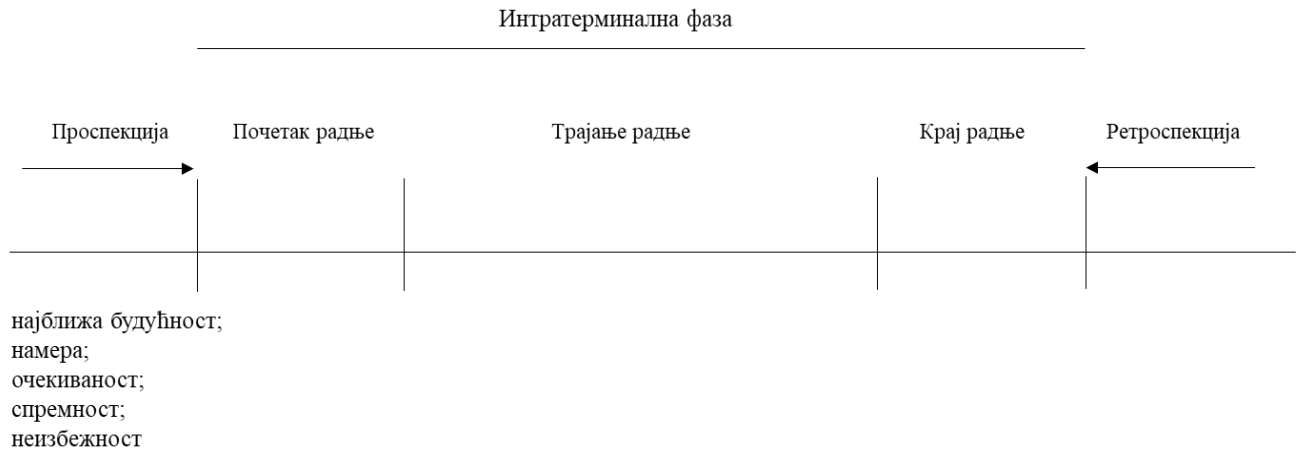 Интратерминална фаза
Проспекција Почетак радње Трајање радње Крај радње Ретроспекција
најближа будућност;
намера;
очекиваност;
спремност;
неизбежност